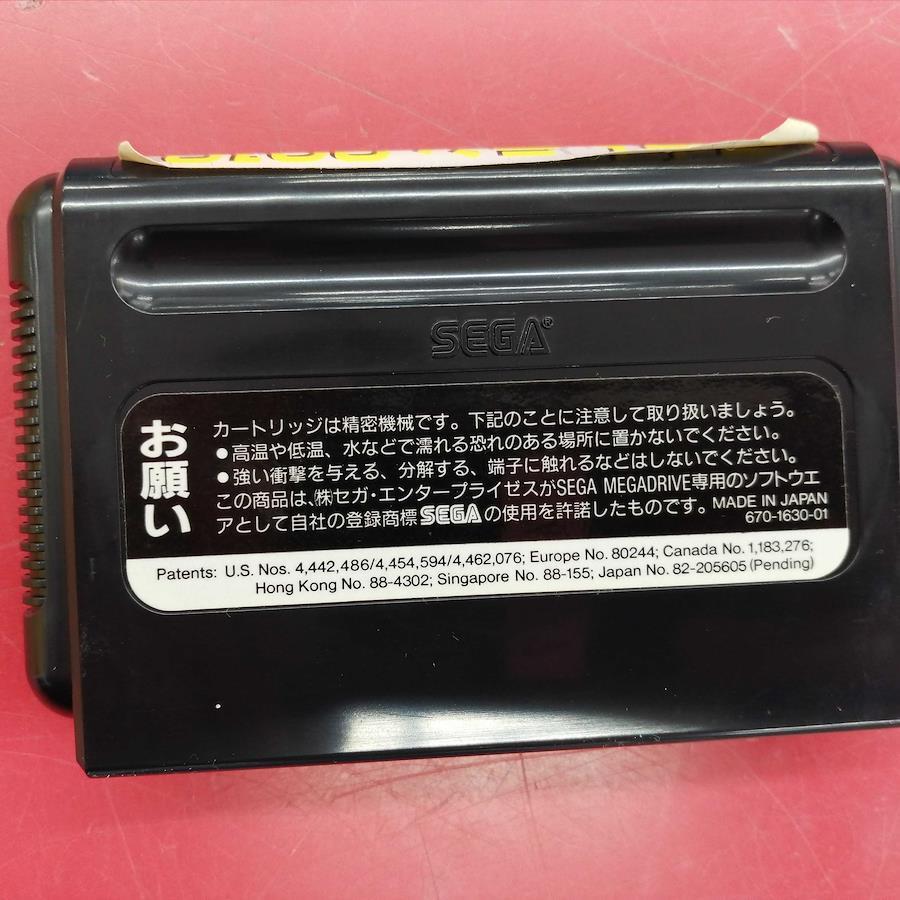 SEGA®
お願い
カートリッジは精密機械です。下記のことに注意して取り扱いましょう。
●高温や低温、水などで濡れる恐れのある場所に置かないでください。
●強い衝撃を与える、分解する、端子に触れるなどはしないでください。
この商品は、㈱セガ・エンタープライゼスがSEGA MEGADRIVE専用のソフトウエ
アとして自社の登録商標SEGAの使用を許諾したものです。MADE IN JAPAN
670-1630-01
Patents: U.S. Nos. 4,442,486/4,454,594/4,462,076; Europe No. 80244; Canada No. 1,183,276;
Hong Kong No. 88-4302; Singapore No. 88-155; Japan No. 82-205605 (Pending)